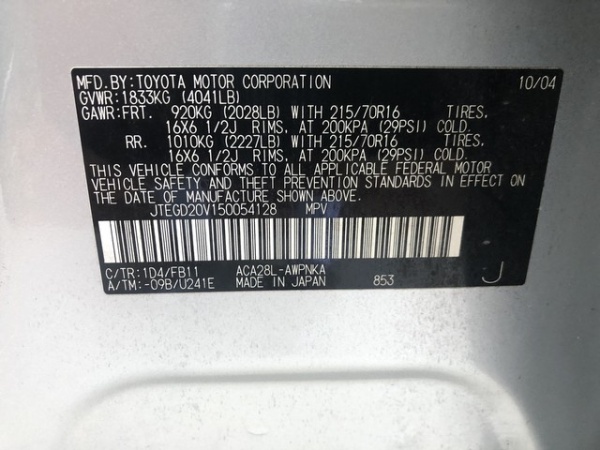 MFD.BY:TOYOTA MOTOR CORPORATION 10/04
GVWR:1833KG (4041LB)
GAWR:FRT. 920KG (2028LB) WITH 215/70R16 TIRES.
16X6 1/2J RIMS, AT 200KPA (29PSI) COLD.
RR. 1010KG (2227LB) WITH 215/70R16 TIRES.
16X6 1/2J RIMS, AT 200KPA (29PSI) COLD.
THIS VEHICLE CONFORMS TO ALL APPLICABLE FEDERAL MOTOR
VEHICLE SAFETY AND THEFT PREVENTION STANDARDS IN EFFECT ON
THE DATE OF MANUFACTURE SHOWN ABOVE.
JTEGD20V150054128 MPV
C/TR:1D4/FB11 ACA28L-AWPNKA
A/TM:-09B/U241E MADE IN JAPAN 853 J